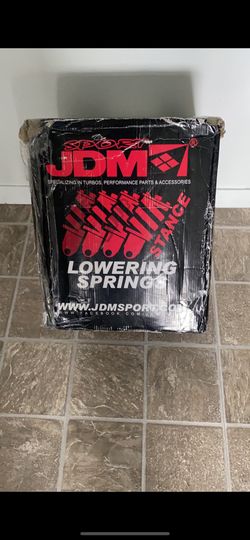 SPORT
JDM
SPECIALIZING IN TURBOS, PERFORMANCE PARTS & ACCESSORIES
STANCE
LOWERING
SPRINGS
WWW.JDMSPORT.CO